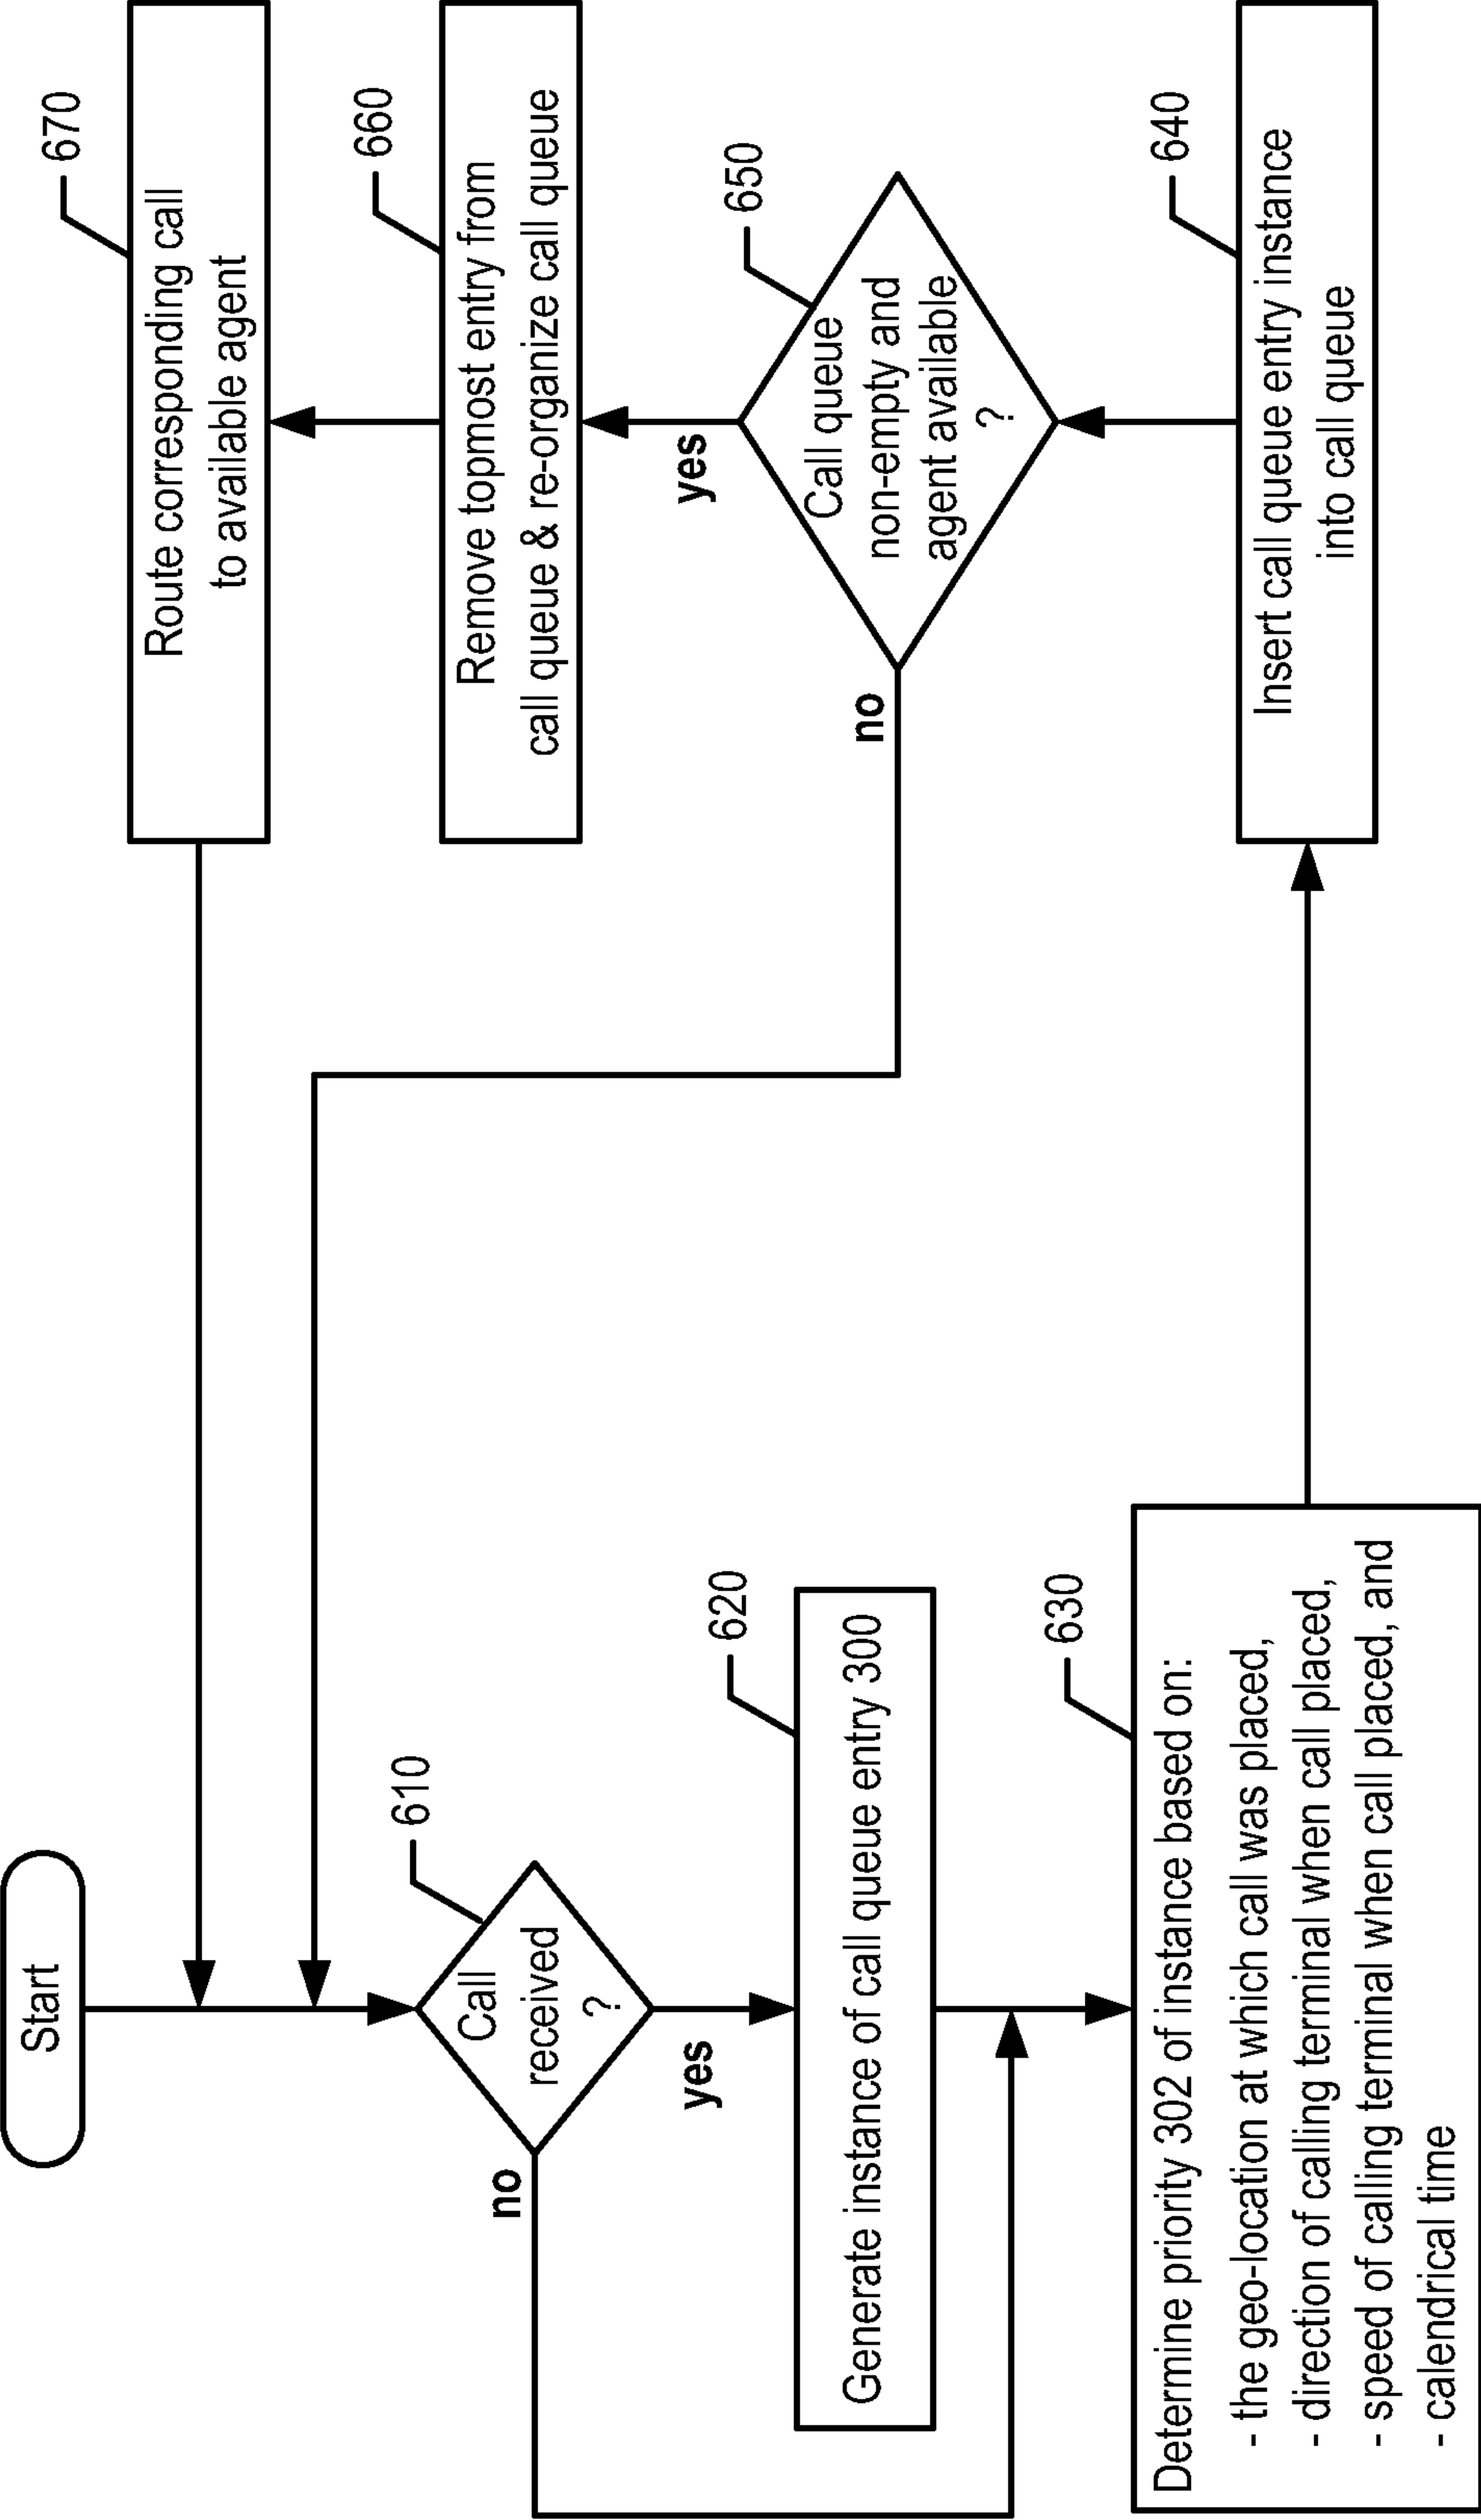 Start
610
Call
received
?
yes
no
620
Generate instance of call queue entry 300
630
Determine priority 302 of instance based on:
- the geo-location at which call was placed,
- direction of calling terminal when call placed,
- speed of calling terminal when call placed, and
- calendrical time
640
Insert call queue entry instance
into call queue
650
Call queue
non-empty and
agent available
?
yes
no
660
Remove topmost entry from
call queue & re-organize call queue
670
Route corresponding call
to available agent